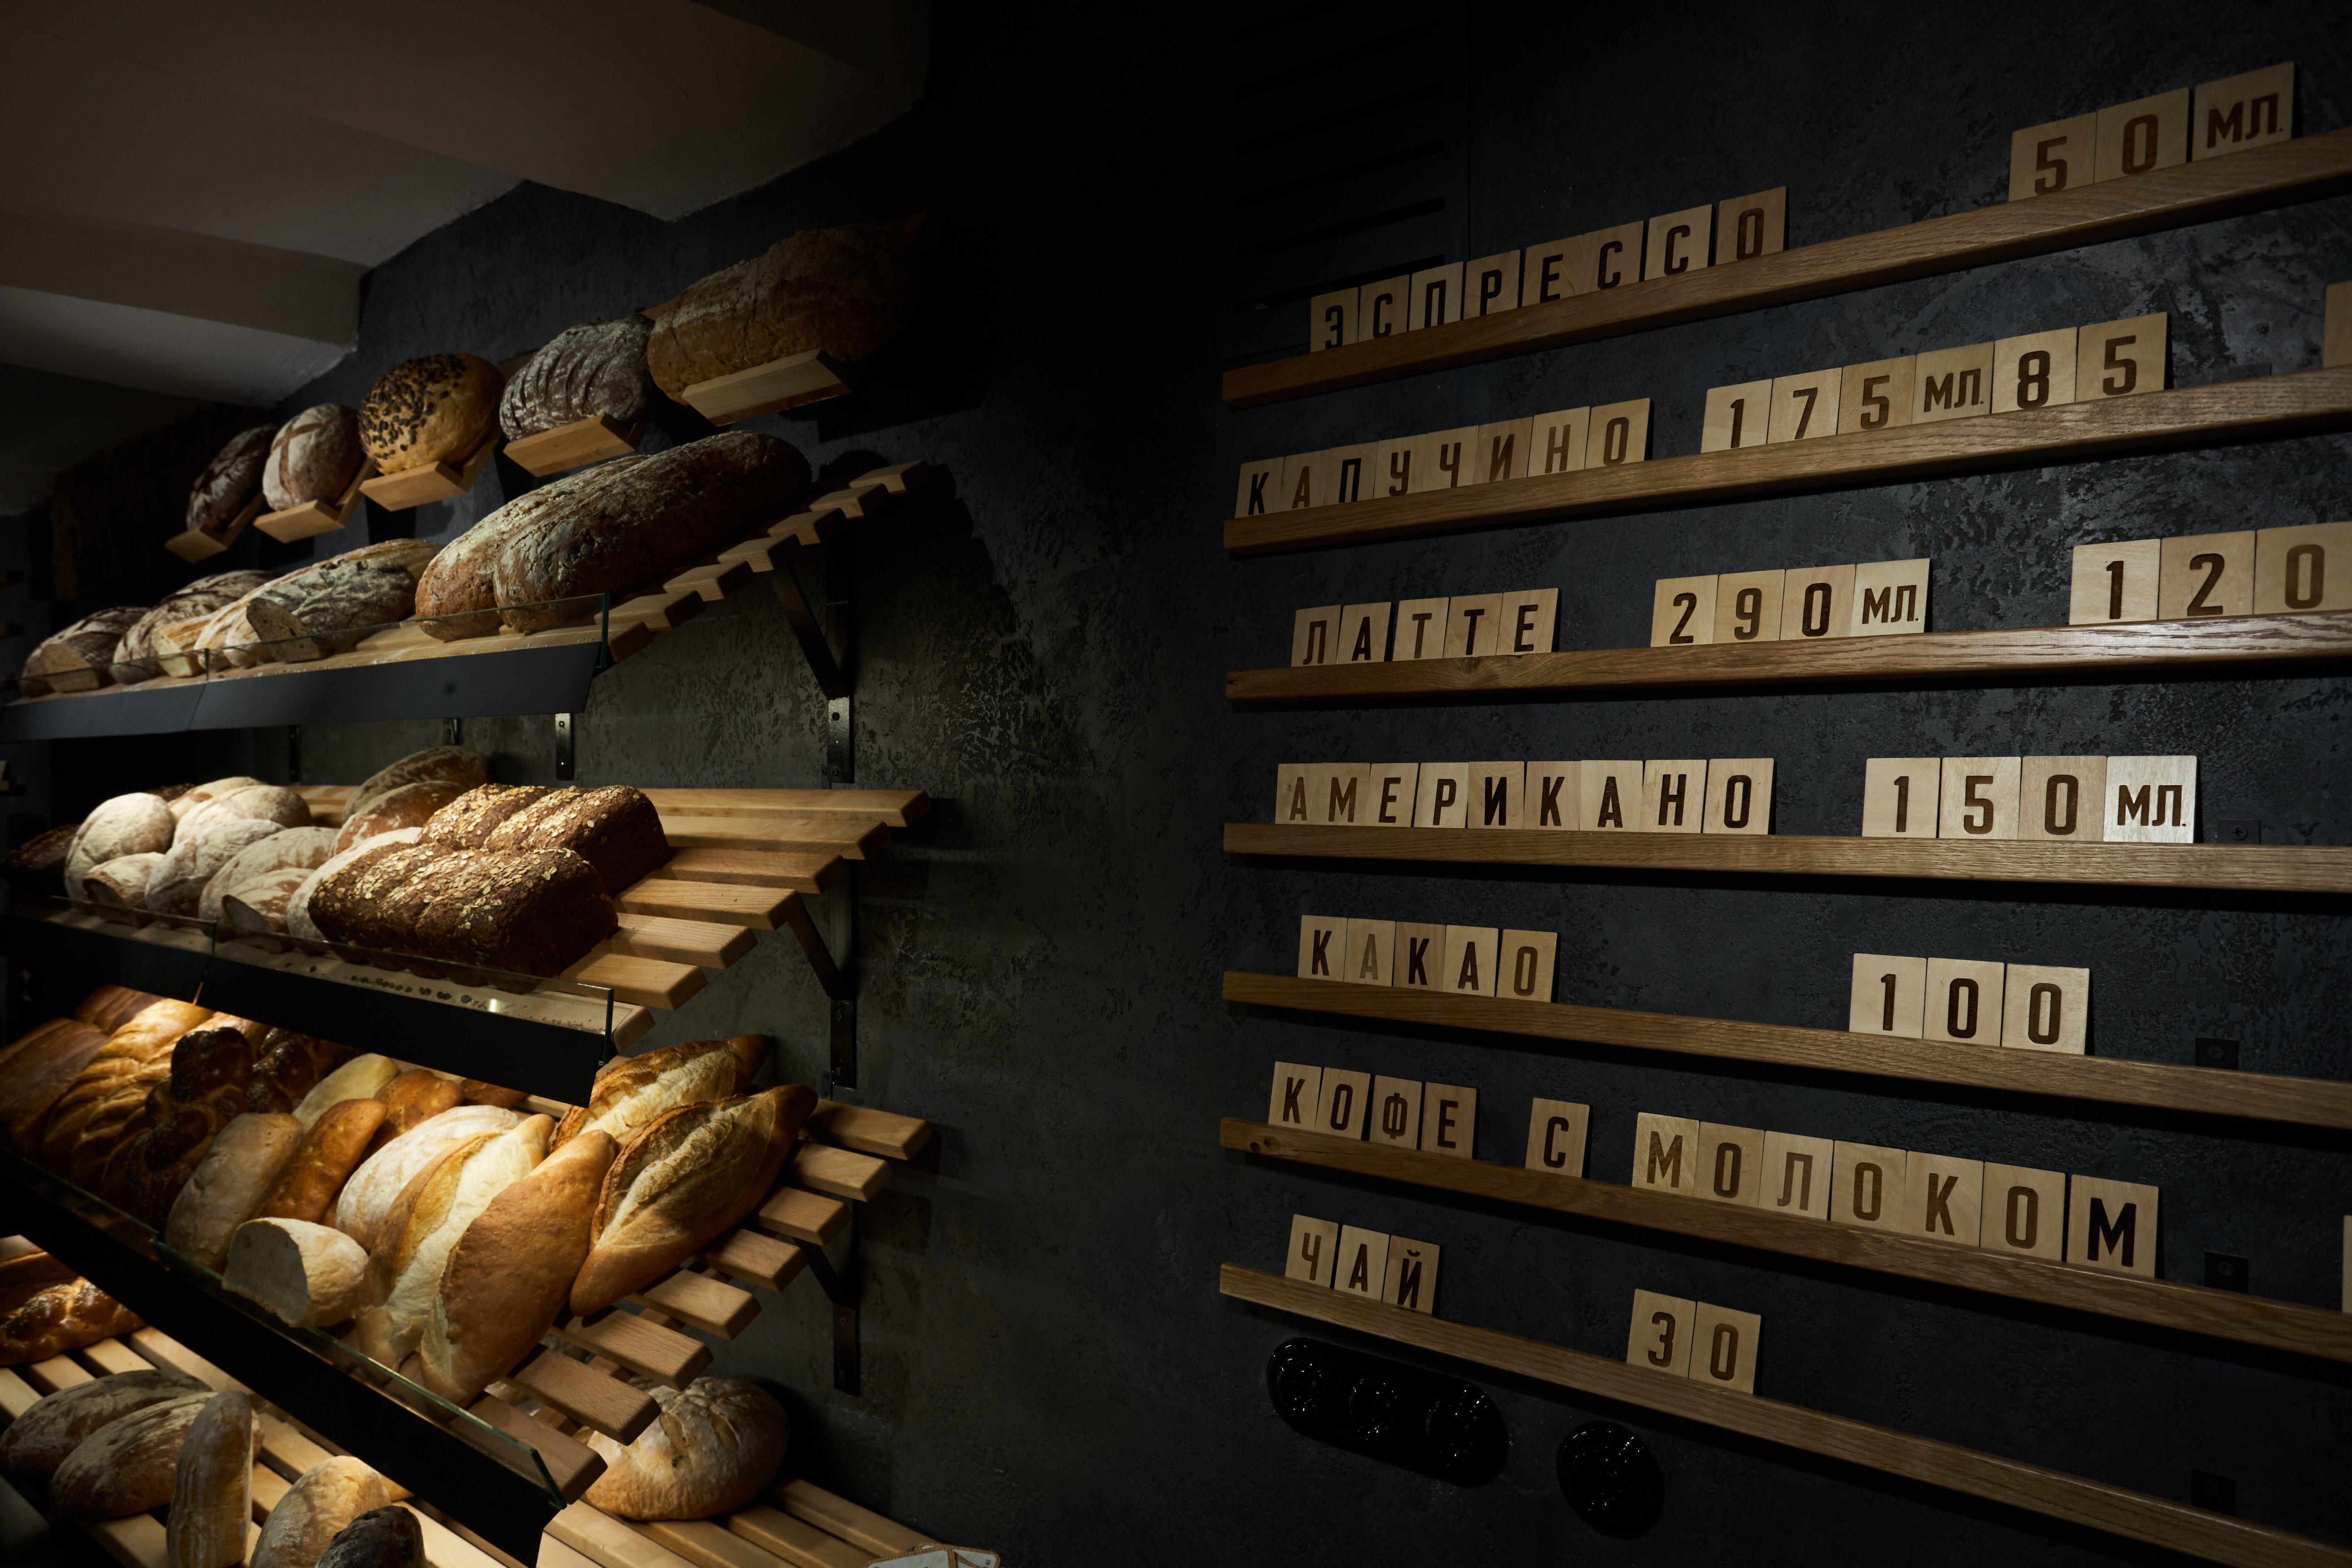 ЭСПРЕССО 50 МЛ.
КАПУЧИНО 175 МЛ. 85
ЛАТТЕ 290 МЛ. 120
АМЕРИКАНО 150 МЛ.
КАКАО 100
КОФЕ С МОЛОКОМ
ЧАЙ 30